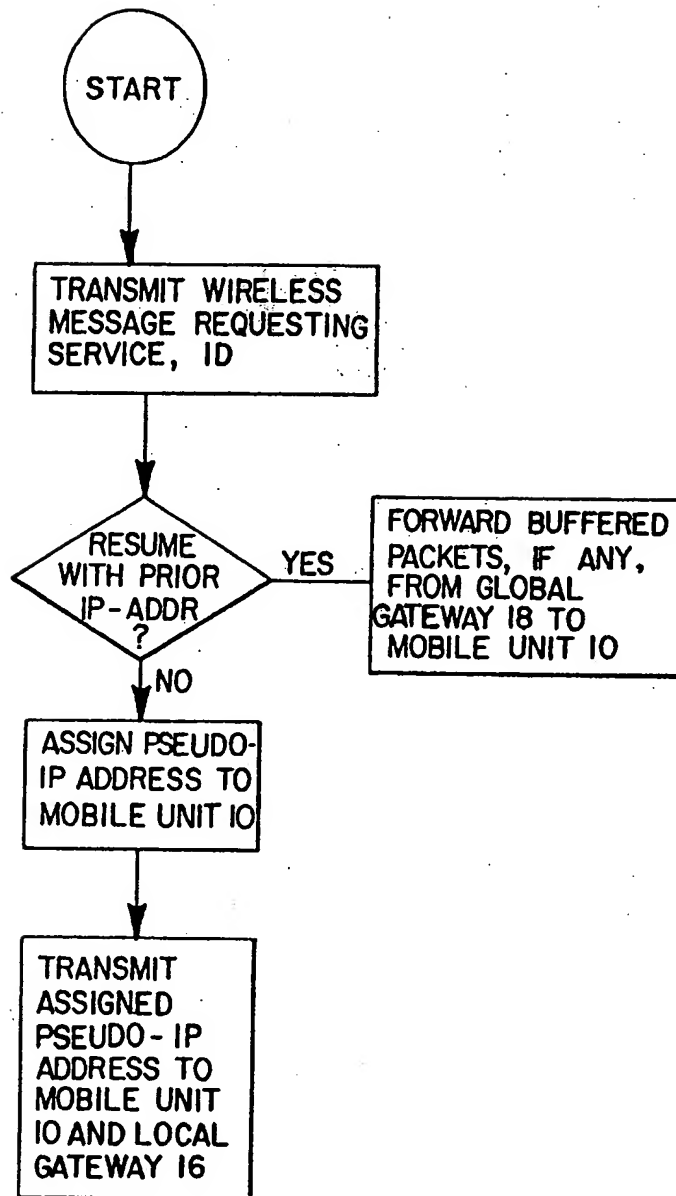 START
TRANSMIT WIRELESS
MESSAGE REQUESTING
SERVICE, ID
RESUME
WITH PRIOR
IP-ADDR
?
YES
FORWARD BUFFERED
PACKETS, IF ANY,
FROM GLOBAL
GATEWAY 18 TO
MOBILE UNIT 10
NO
ASSIGN PSEUDO-
IP ADDRESS TO
MOBILE UNIT 10
TRANSMIT
ASSIGNED
PSEUDO-IP
ADDRESS TO
MOBILE UNIT
10 AND LOCAL
GATEWAY 16